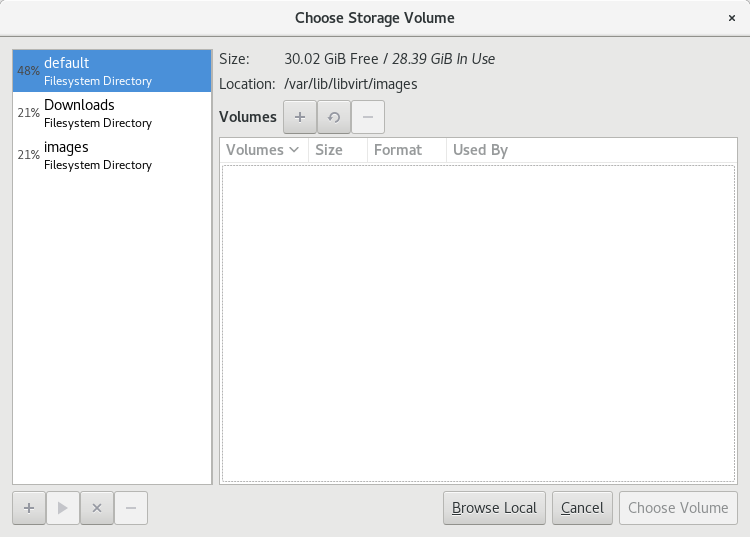 Choose Storage Volume ×
48% default
Filesystem Directory
21% Downloads
Filesystem Directory
21% images
Filesystem Directory
Size: 30.02 GiB Free / 28.39 GiB In Use
Location: /var/lib/libvirt/images
Volumes
Volumes Size Format Used By
Browse Local Cancel Choose Volume